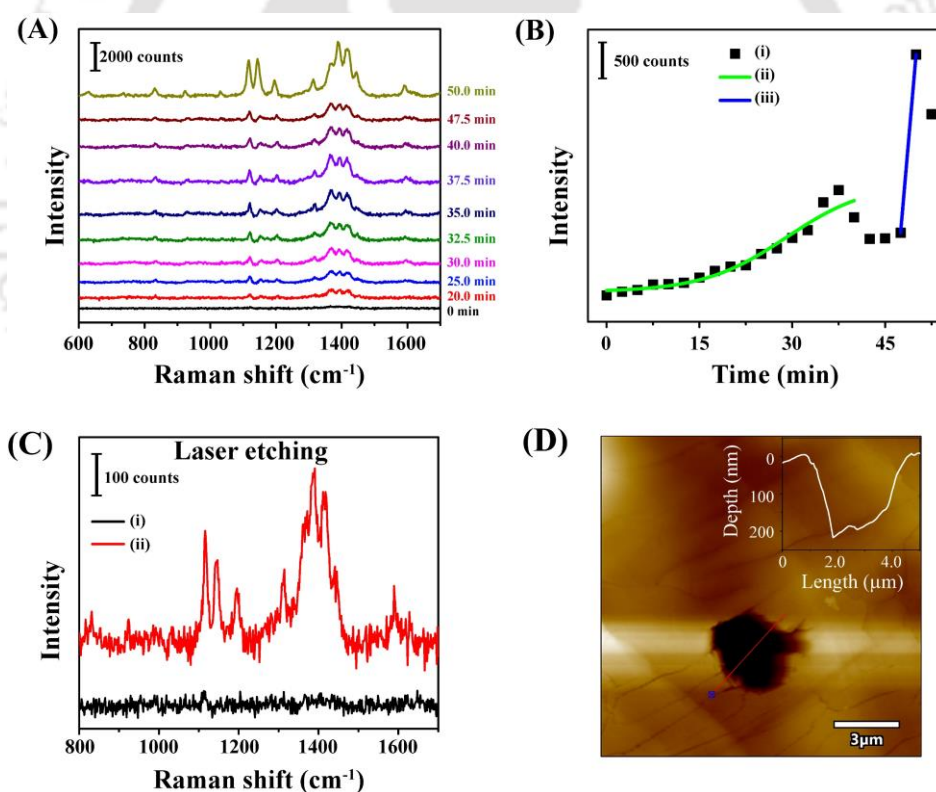 (A)
2000 counts
50.0 min
47.5 min
40.0 min
37.5 min
35.0 min
32.5 min
30.0 min
25.0 min
20.0 min
0 min
Intensity
600 800 1000 1200 1400 1600
Raman shift (cm⁻¹)
(B)
500 counts
(i)
(ii)
(iii)
Intensity
0 15 30 45
Time (min)
(C)
Laser etching
100 counts
(i)
(ii)
Intensity
800 1000 1200 1400 1600
Raman shift (cm⁻¹)
(D)
Depth (nm)
0
100
200
0 2.0 4.0
Length (µm)
3µm